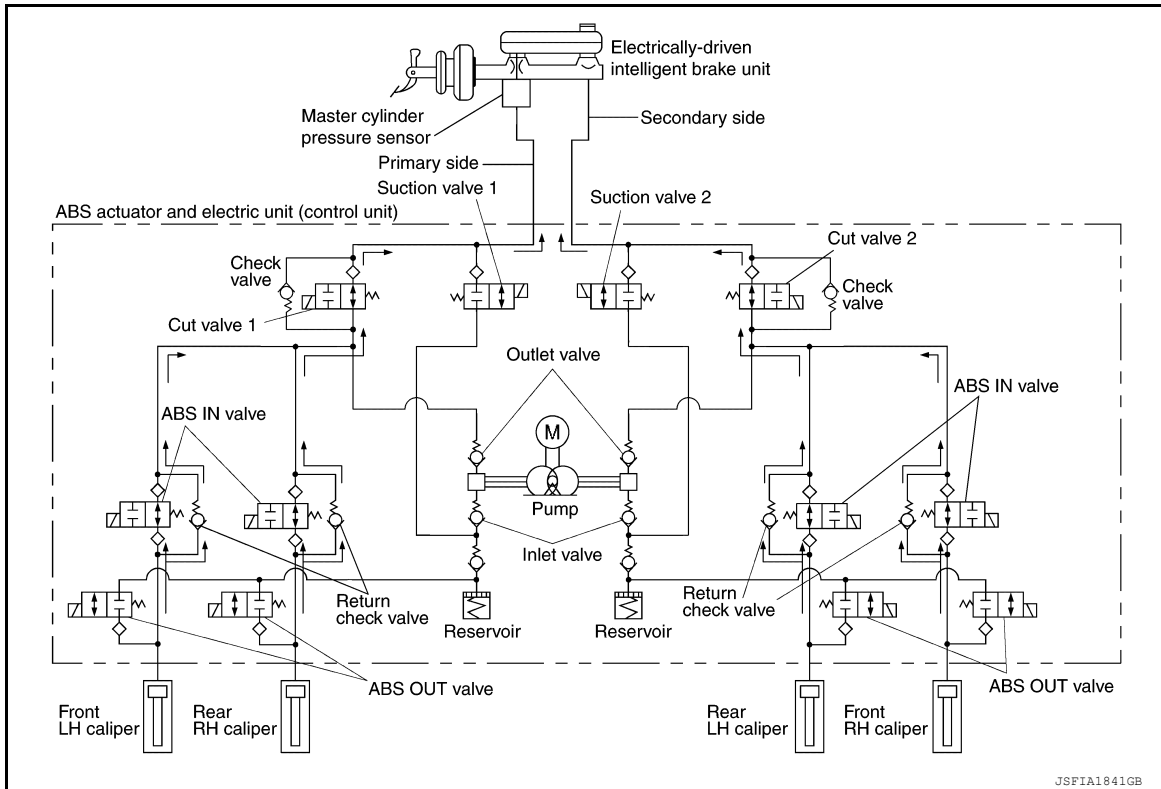 Electrically-driven
intelligent brake unit
Master cylinder
pressure sensor
Secondary side
Primary side
Suction valve 1
Suction valve 2
ABS actuator and electric unit (control unit)
Cut valve 2
Check
valve
Check
valve
Cut valve 1
Outlet valve
ABS IN valve
ABS IN valve
M
Pump
Inlet valve
Return
check valve
Return
check valve
Reservoir
Reservoir
ABS OUT valve
ABS OUT valve
Front
LH caliper
Rear
RH caliper
Rear
LH caliper
Front
RH caliper
JSFIA1841GB